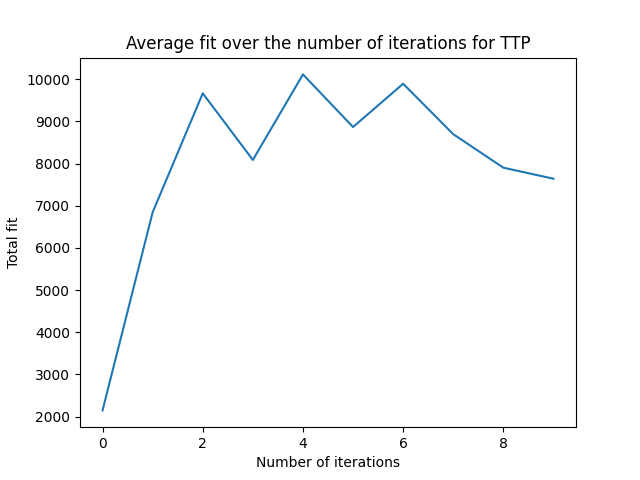 Average fit over the number of iterations for TTP
10000
9000
8000
7000
6000
5000
4000
3000
2000
Total fit
0 2 4 6 8
Number of iterations